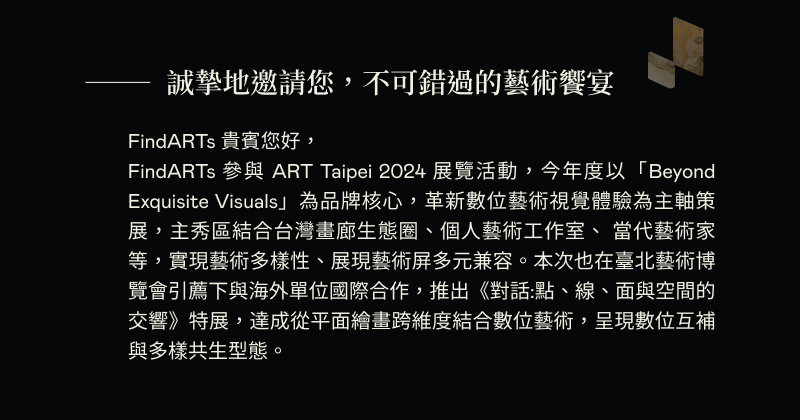 誠摯地邀請您，不可錯過的藝術饗宴
FindARTs 貴賓您好，
FindARTs 參與 ART Taipei 2024 展覽活動，今年度以「Beyond
Exquisite Visuals」為品牌核心，革新數位藝術視覺體驗為主軸策
展，主秀區結合台灣畫廊生態圈、個人藝術工作室、 當代藝術家
等，實現藝術多樣性、展現藝術屏多元兼容。本次也在臺北藝術博
覽會引薦下與海外單位國際合作，推出《對話:點、線、面與空間的
交響》特展，達成從平面繪畫跨維度結合數位藝術，呈現數位互補
與多樣共生型態。